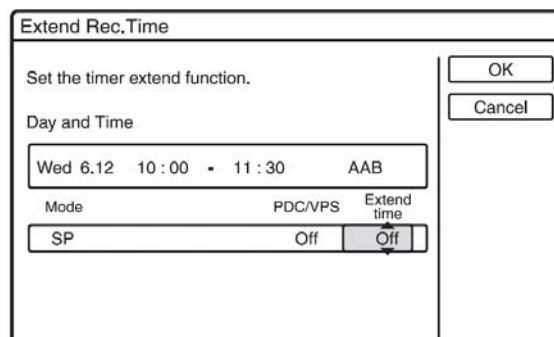 Extend Rec.Time
Set the timer extend function.
OK
Cancel
Day and Time
Wed 6.12 10 : 00 - 11 : 30 AAB
Mode PDC/VPS Extend time
SP Off Off